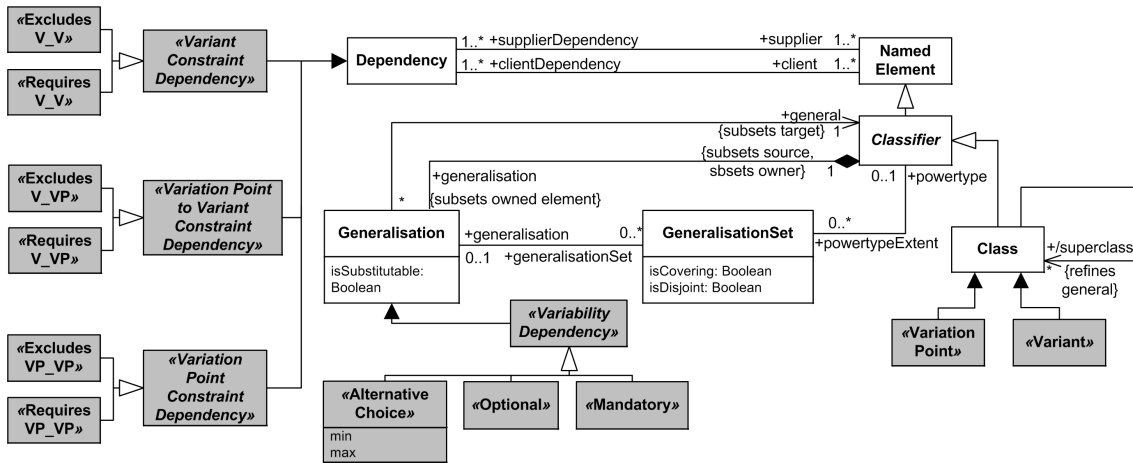 «Excludes
V_V»
«Requires
V_V»
«Variant
Constraint
Dependency»
Dependency
1..* +supplierDependency
+supplier 1..*
1..* +clientDependency
+client 1..*
Named
Element
+general
{subsets target} 1
Classifier
{subsets source,
sbsets owner} 1
0..1 +powertype
+generalisation
{subsets owned element}
*
«Excludes
V_VP»
«Requires
V_VP»
«Variation Point
to Variant
Constraint
Dependency»
Generalisation
isSubstitutable:
Boolean
+generalisation 0..*
0..1 +generalisationSet
GeneralisationSet
isCovering: Boolean
isDisjoint: Boolean
0..*
+powertypeExtent
Class
+/superclass
* {refines
general}
«Variation
Point»
«Variant»
«Variability
Dependency»
«Excludes
VP_VP»
«Requires
VP_VP»
«Variation
Point
Constraint
Dependency»
«Alternative
Choice»
min
max
«Optional»
«Mandatory»